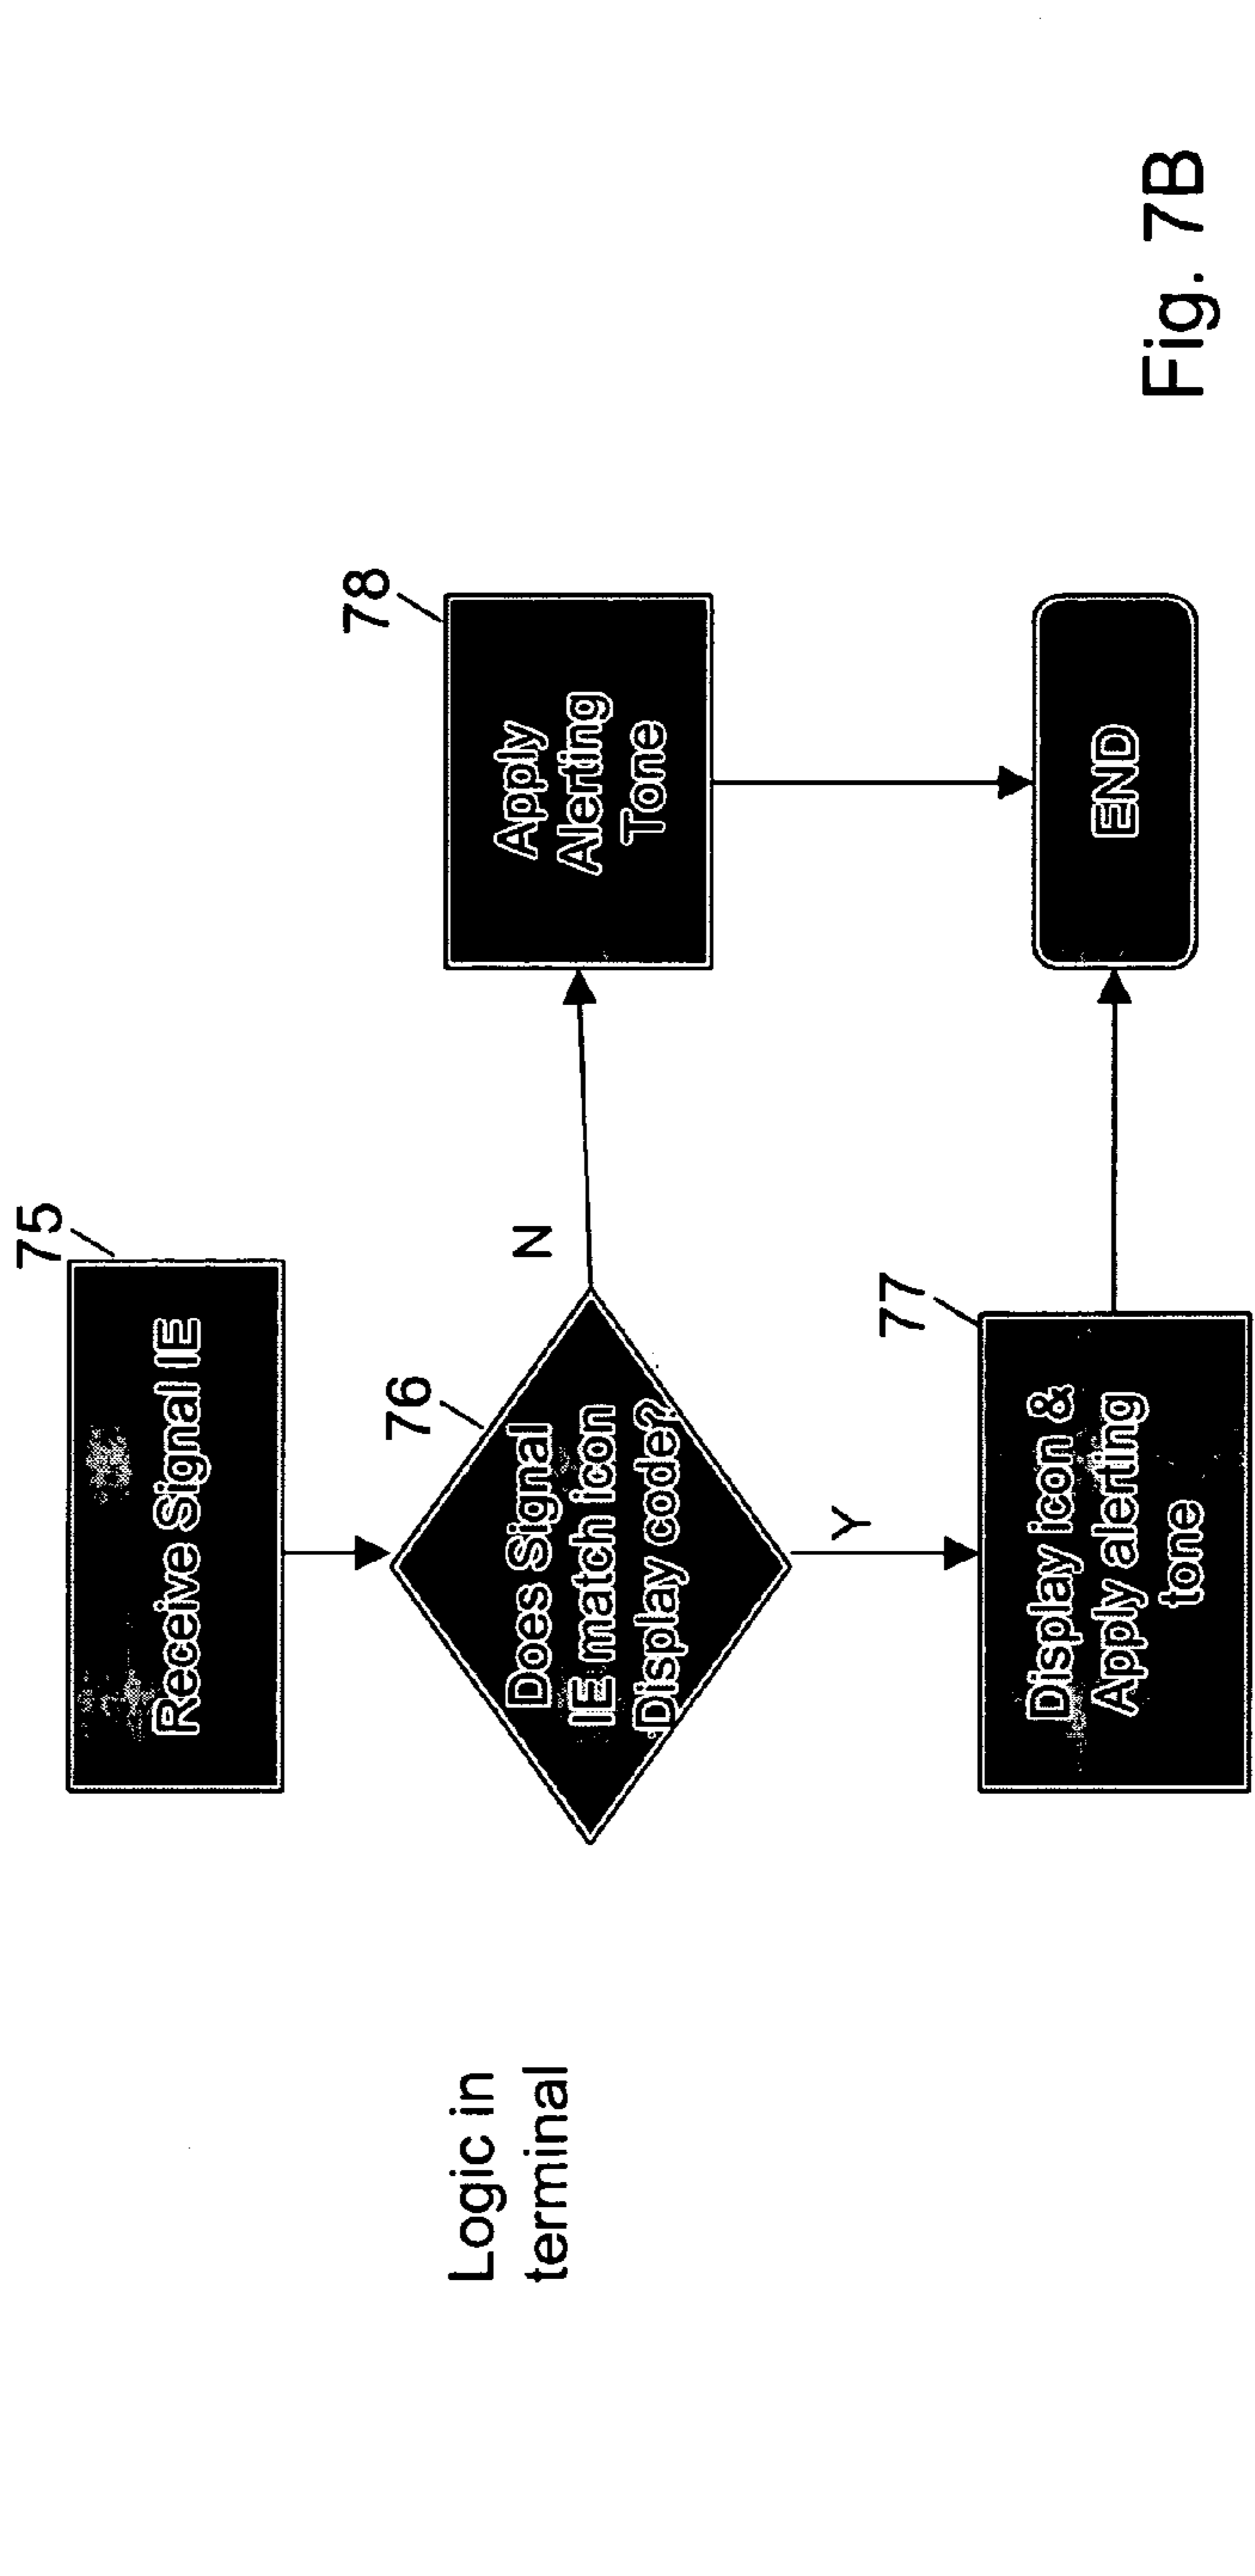 75
Receive Signal IE
76
Does Signal
IE match icon
Display code?
N
78
Apply
Alerting
Tone
Y
77
Display icon &
Apply alerting
tone
END
Logic in
terminal
Fig. 7B